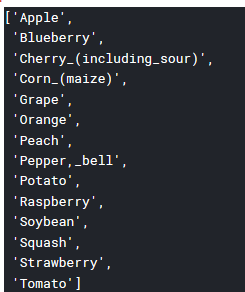 ['Apple',
'Blueberry',
'Cherry_(including_sour)',
'Corn_(maize)',
'Grape',
'Orange',
'Peach',
'Pepper,_bell',
'Potato',
'Raspberry',
'Soybean',
'Squash',
'Strawberry',
'Tomato']